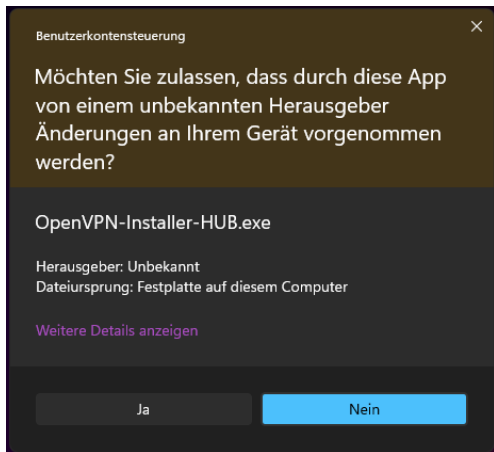 Benutzerkontensteuerung
Möchten Sie zulassen, dass durch diese App
von einem unbekannten Herausgeber
Änderungen an Ihrem Gerät vorgenommen
werden?
OpenVPN-Installer-HUB.exe
Herausgeber: Unbekannt
Dateiursprung: Festplatte auf diesem Computer
Weitere Details anzeigen
Ja
Nein